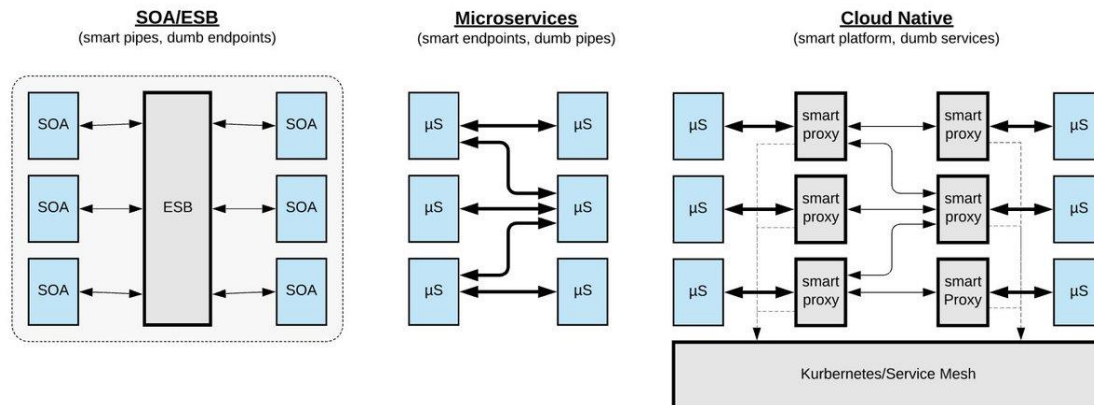 SOA/ESB
(smart pipes, dumb endpoints)
SOA
SOA
SOA
ESB
SOA
SOA
SOA
Microservices
(smart endpoints, dumb pipes)
µS
µS
µS
µS
µS
µS
Cloud Native
(smart platform, dumb services)
µS
smart
proxy
smart
proxy
µS
µS
smart
proxy
smart
proxy
µS
µS
smart
proxy
smart
Proxy
µS
Kurbernetes/Service Mesh